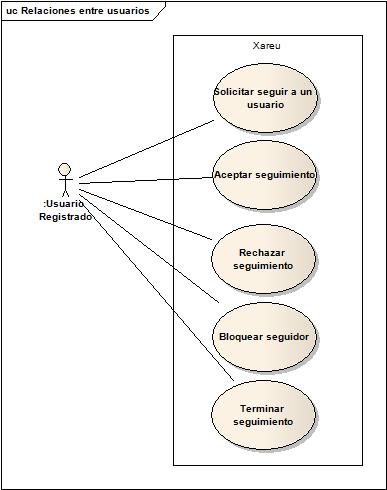 uc Relaciones entre usuarios
Xareu
Solicitar seguir a un
usuario
Aceptar seguimiento
:Usuario
Registrado
Rechazar
seguimiento
Bloquear seguidor
Terminar
seguimiento